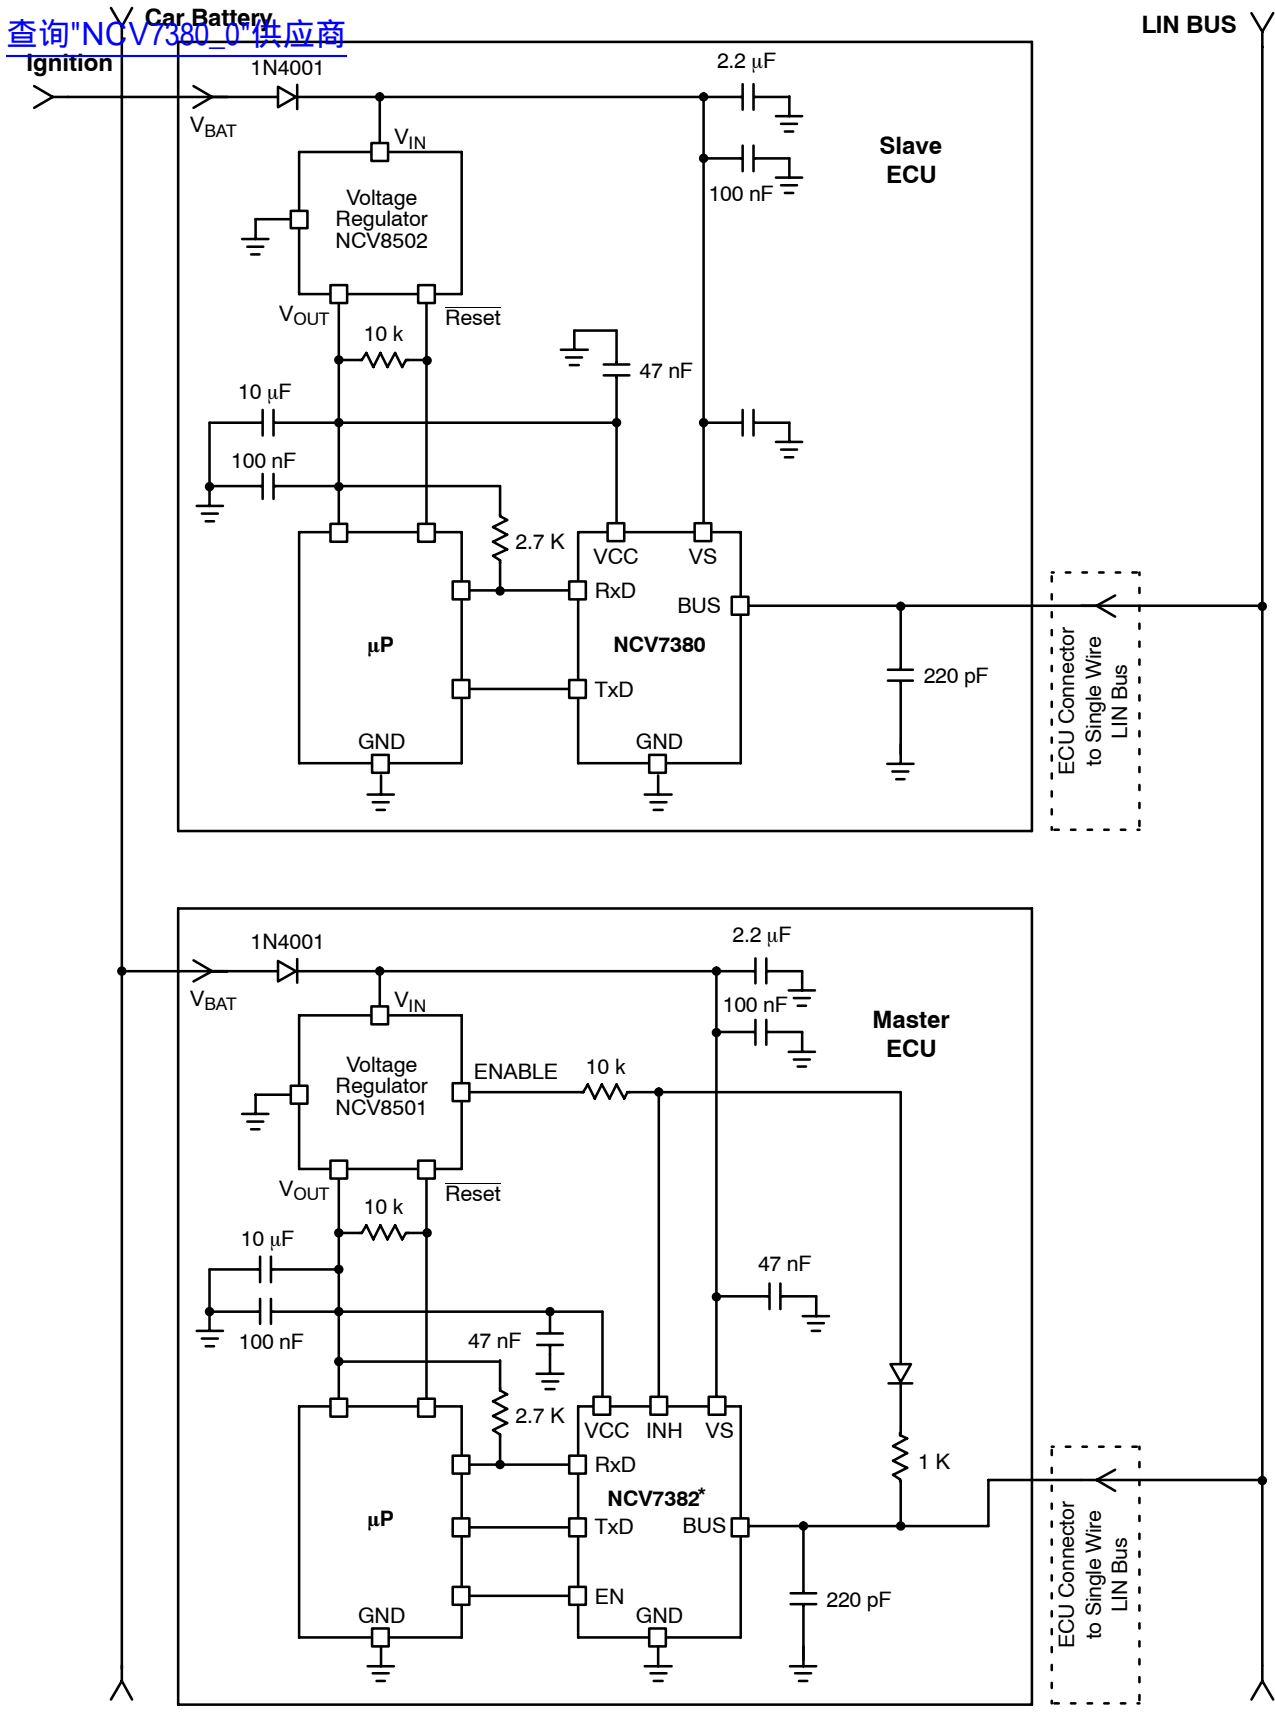 Car Battery
LIN BUS
查询"NCV7380_0"供应商
Ignition
1N4001
2.2 μF
VBAT
VIN
Slave
ECU
100 nF
Voltage
Regulator
NCV8502
VOUT
Reset
10 k
47 nF
10 μF
100 nF
2.7 K
VCC
VS
RxD
BUS
μP
NCV7380
TxD
220 pF
GND
GND
ECU Connector
to Single Wire
LIN Bus
1N4001
2.2 μF
VBAT
VIN
100 nF
Master
ECU
Voltage
Regulator
NCV8501
ENABLE
10 k
VOUT
Reset
10 k
10 μF
47 nF
100 nF
47 nF
2.7 K
VCC
INH
VS
RxD
1 K
NCV7382*
μP
TxD
BUS
EN
220 pF
GND
GND
ECU Connector
to Single Wire
LIN Bus